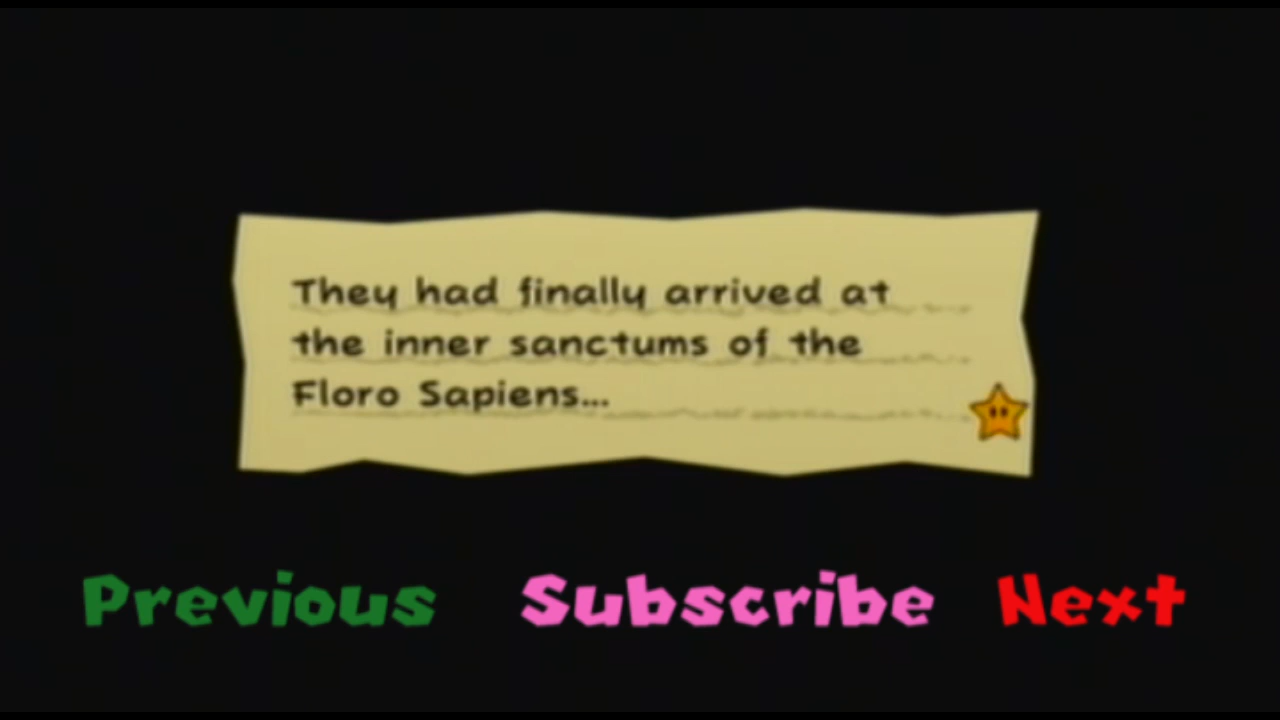 They had finally arrived at
the inner sanctums of the
Floro Sapiens...
Previous Subscribe Next